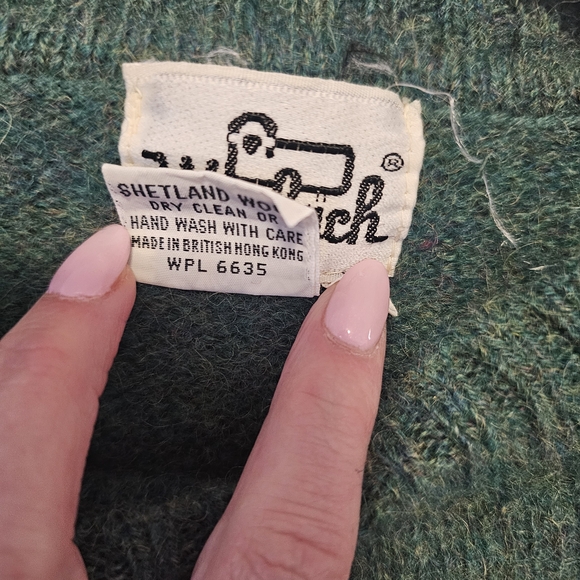 ®
SHETLAND
DRY CLEAN OR
HAND WASH WITH CARE
MADE IN BRITISH HONG KONG
WPL 6635